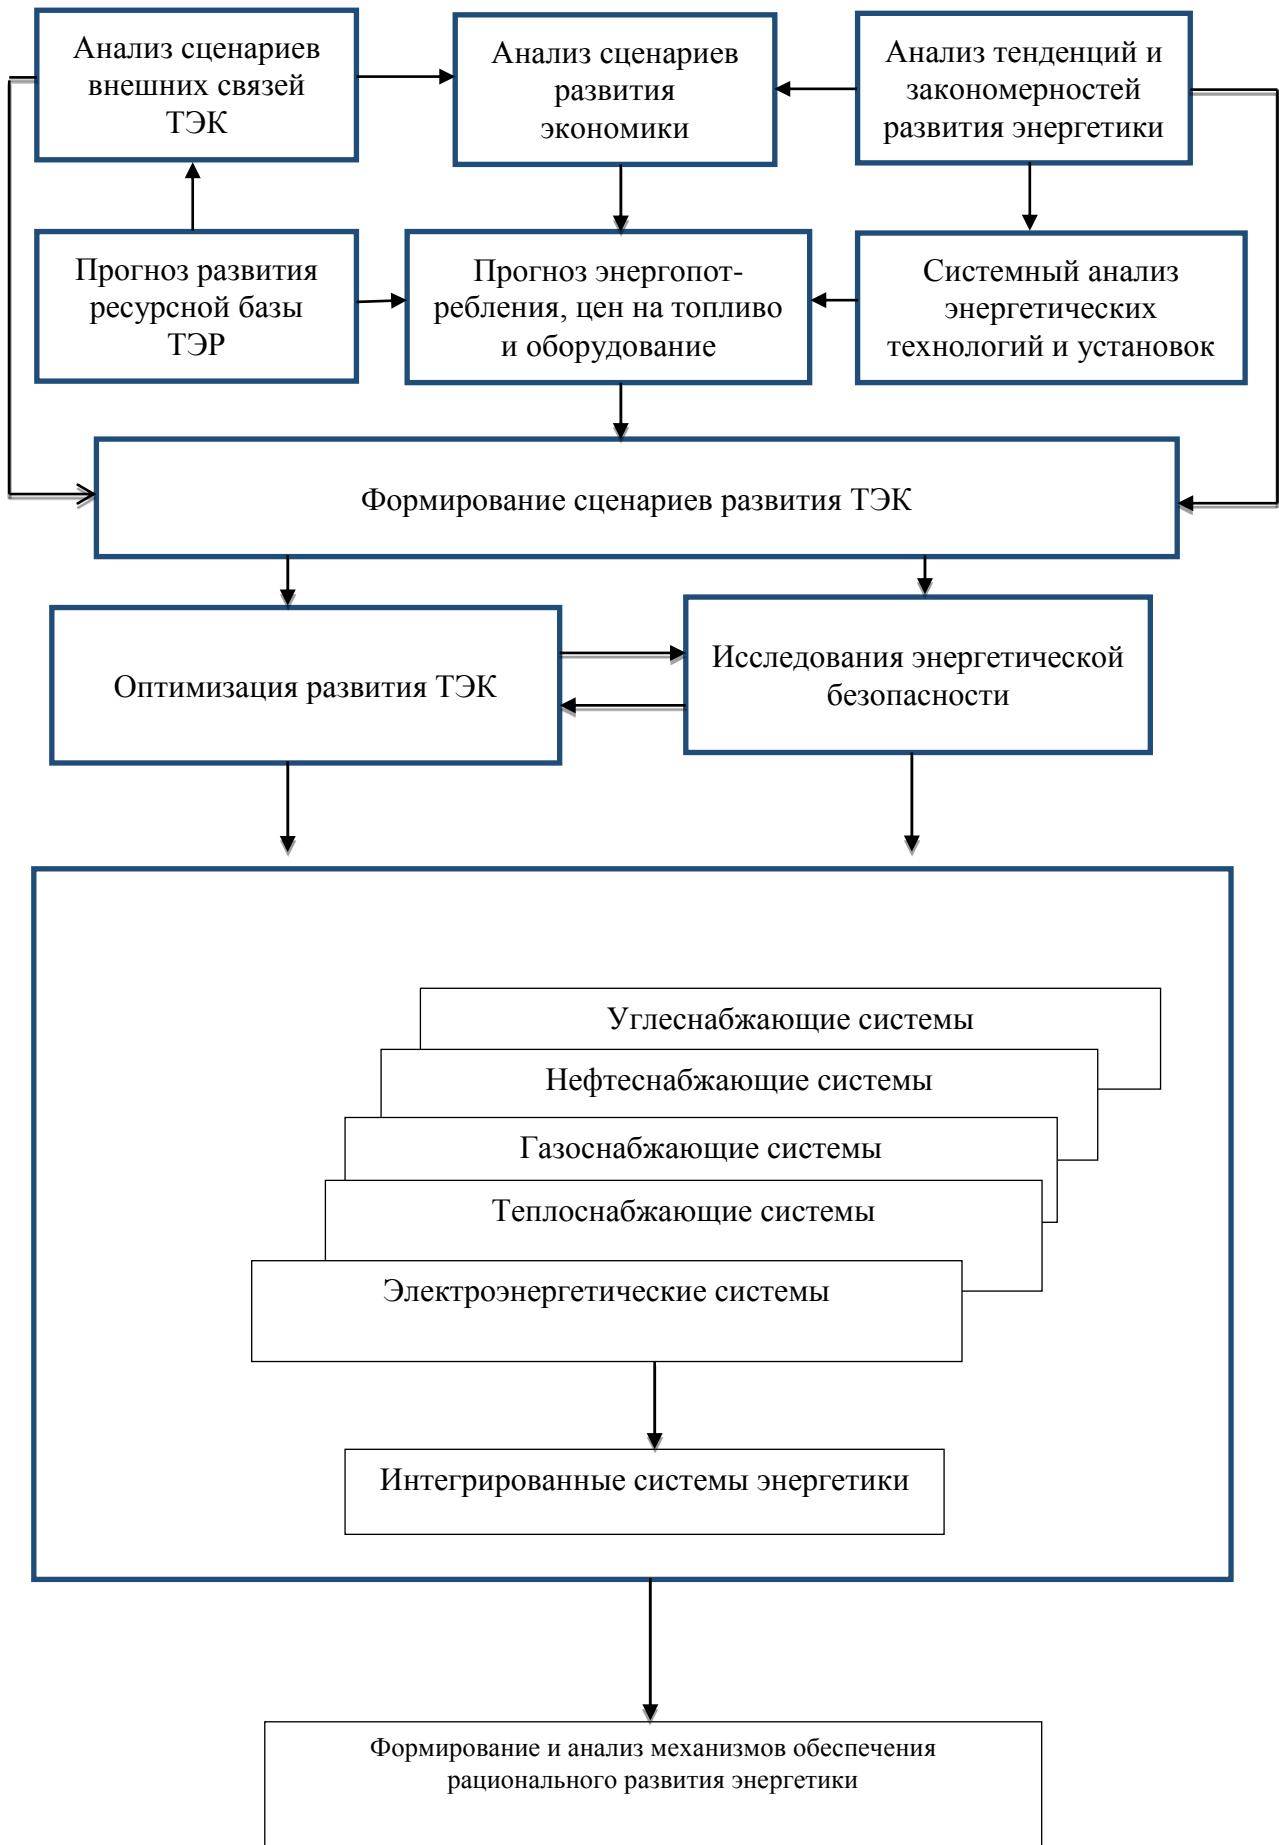 Анализ сценариев
внешних связей
ТЭК
Анализ сценариев
развития
экономики
Анализ тенденций и
закономерностей
развития энергетики
Прогноз развития
ресурсной базы
ТЭР
Прогноз энергопот-
ребления, цен на топливо
и оборудование
Системный анализ
энергетических
технологий и установок
Формирование сценариев развития ТЭК
Оптимизация развития ТЭК
Исследования энергетической
безопасности
Углеснабжающие системы
Нефтеснабжающие системы
Газоснабжающие системы
Теплоснабжающие системы
Электроэнергетические системы
Интегрированные системы энергетики
Формирование и анализ механизмов обеспечения
рационального развития энергетики